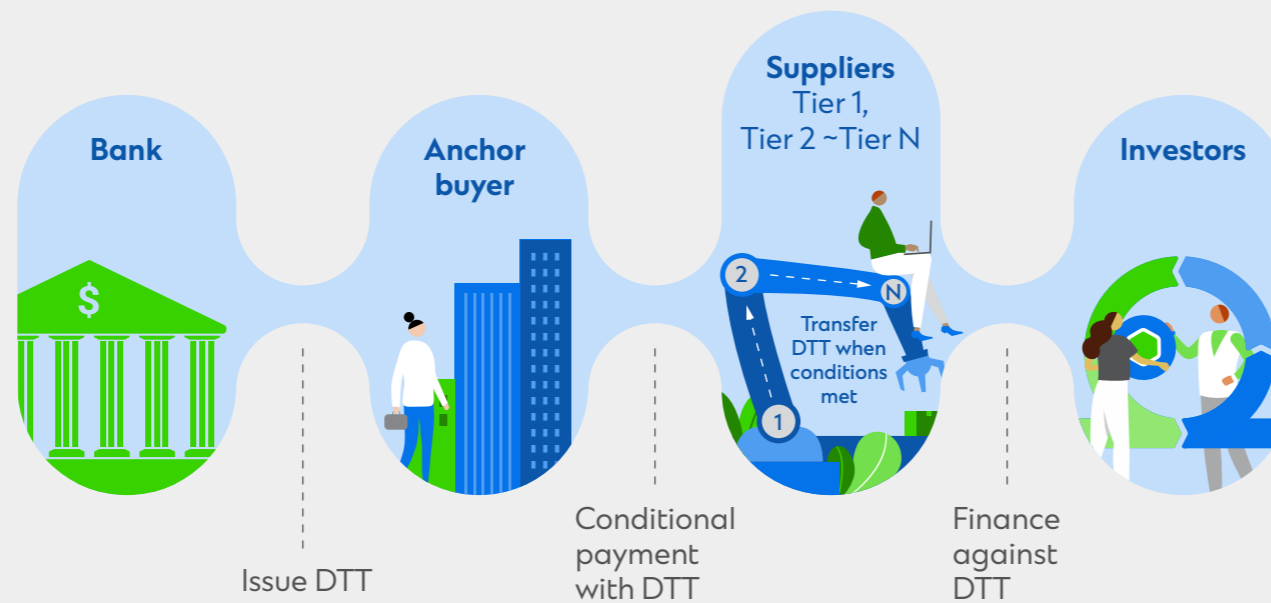 Bank
$
Issue DTT
Anchor
buyer
Conditional
payment
with DTT
Suppliers
Tier 1,
Tier 2 ~Tier N
2
N
1
Transfer
DTT when
conditions
met
Finance
against
DTT
Investors